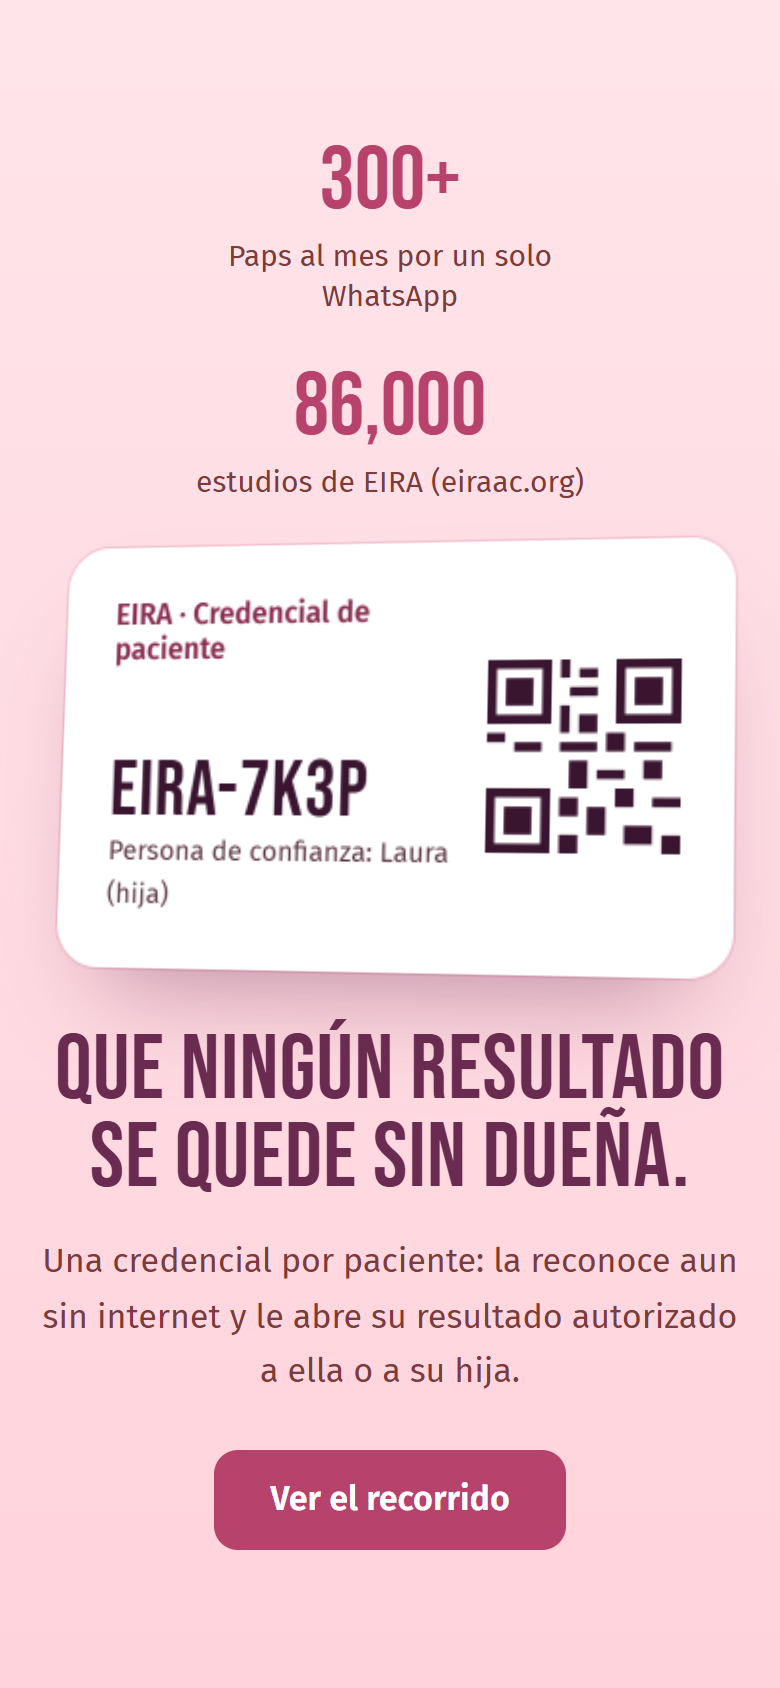 300+
Paps al mes por un solo
WhatsApp
86,000
estudios de EIRA (eiraac.org)
EIRA · Credencial de
paciente
EIRA-7K3P
Persona de confianza: Laura
(hija)
QUE NINGÚN RESULTADO
SE QUEDE SIN DUEÑA.
Una credencial por paciente: la reconoce aun
sin internet y le abre su resultado autorizado
a ella o a su hija.
Ver el recorrido